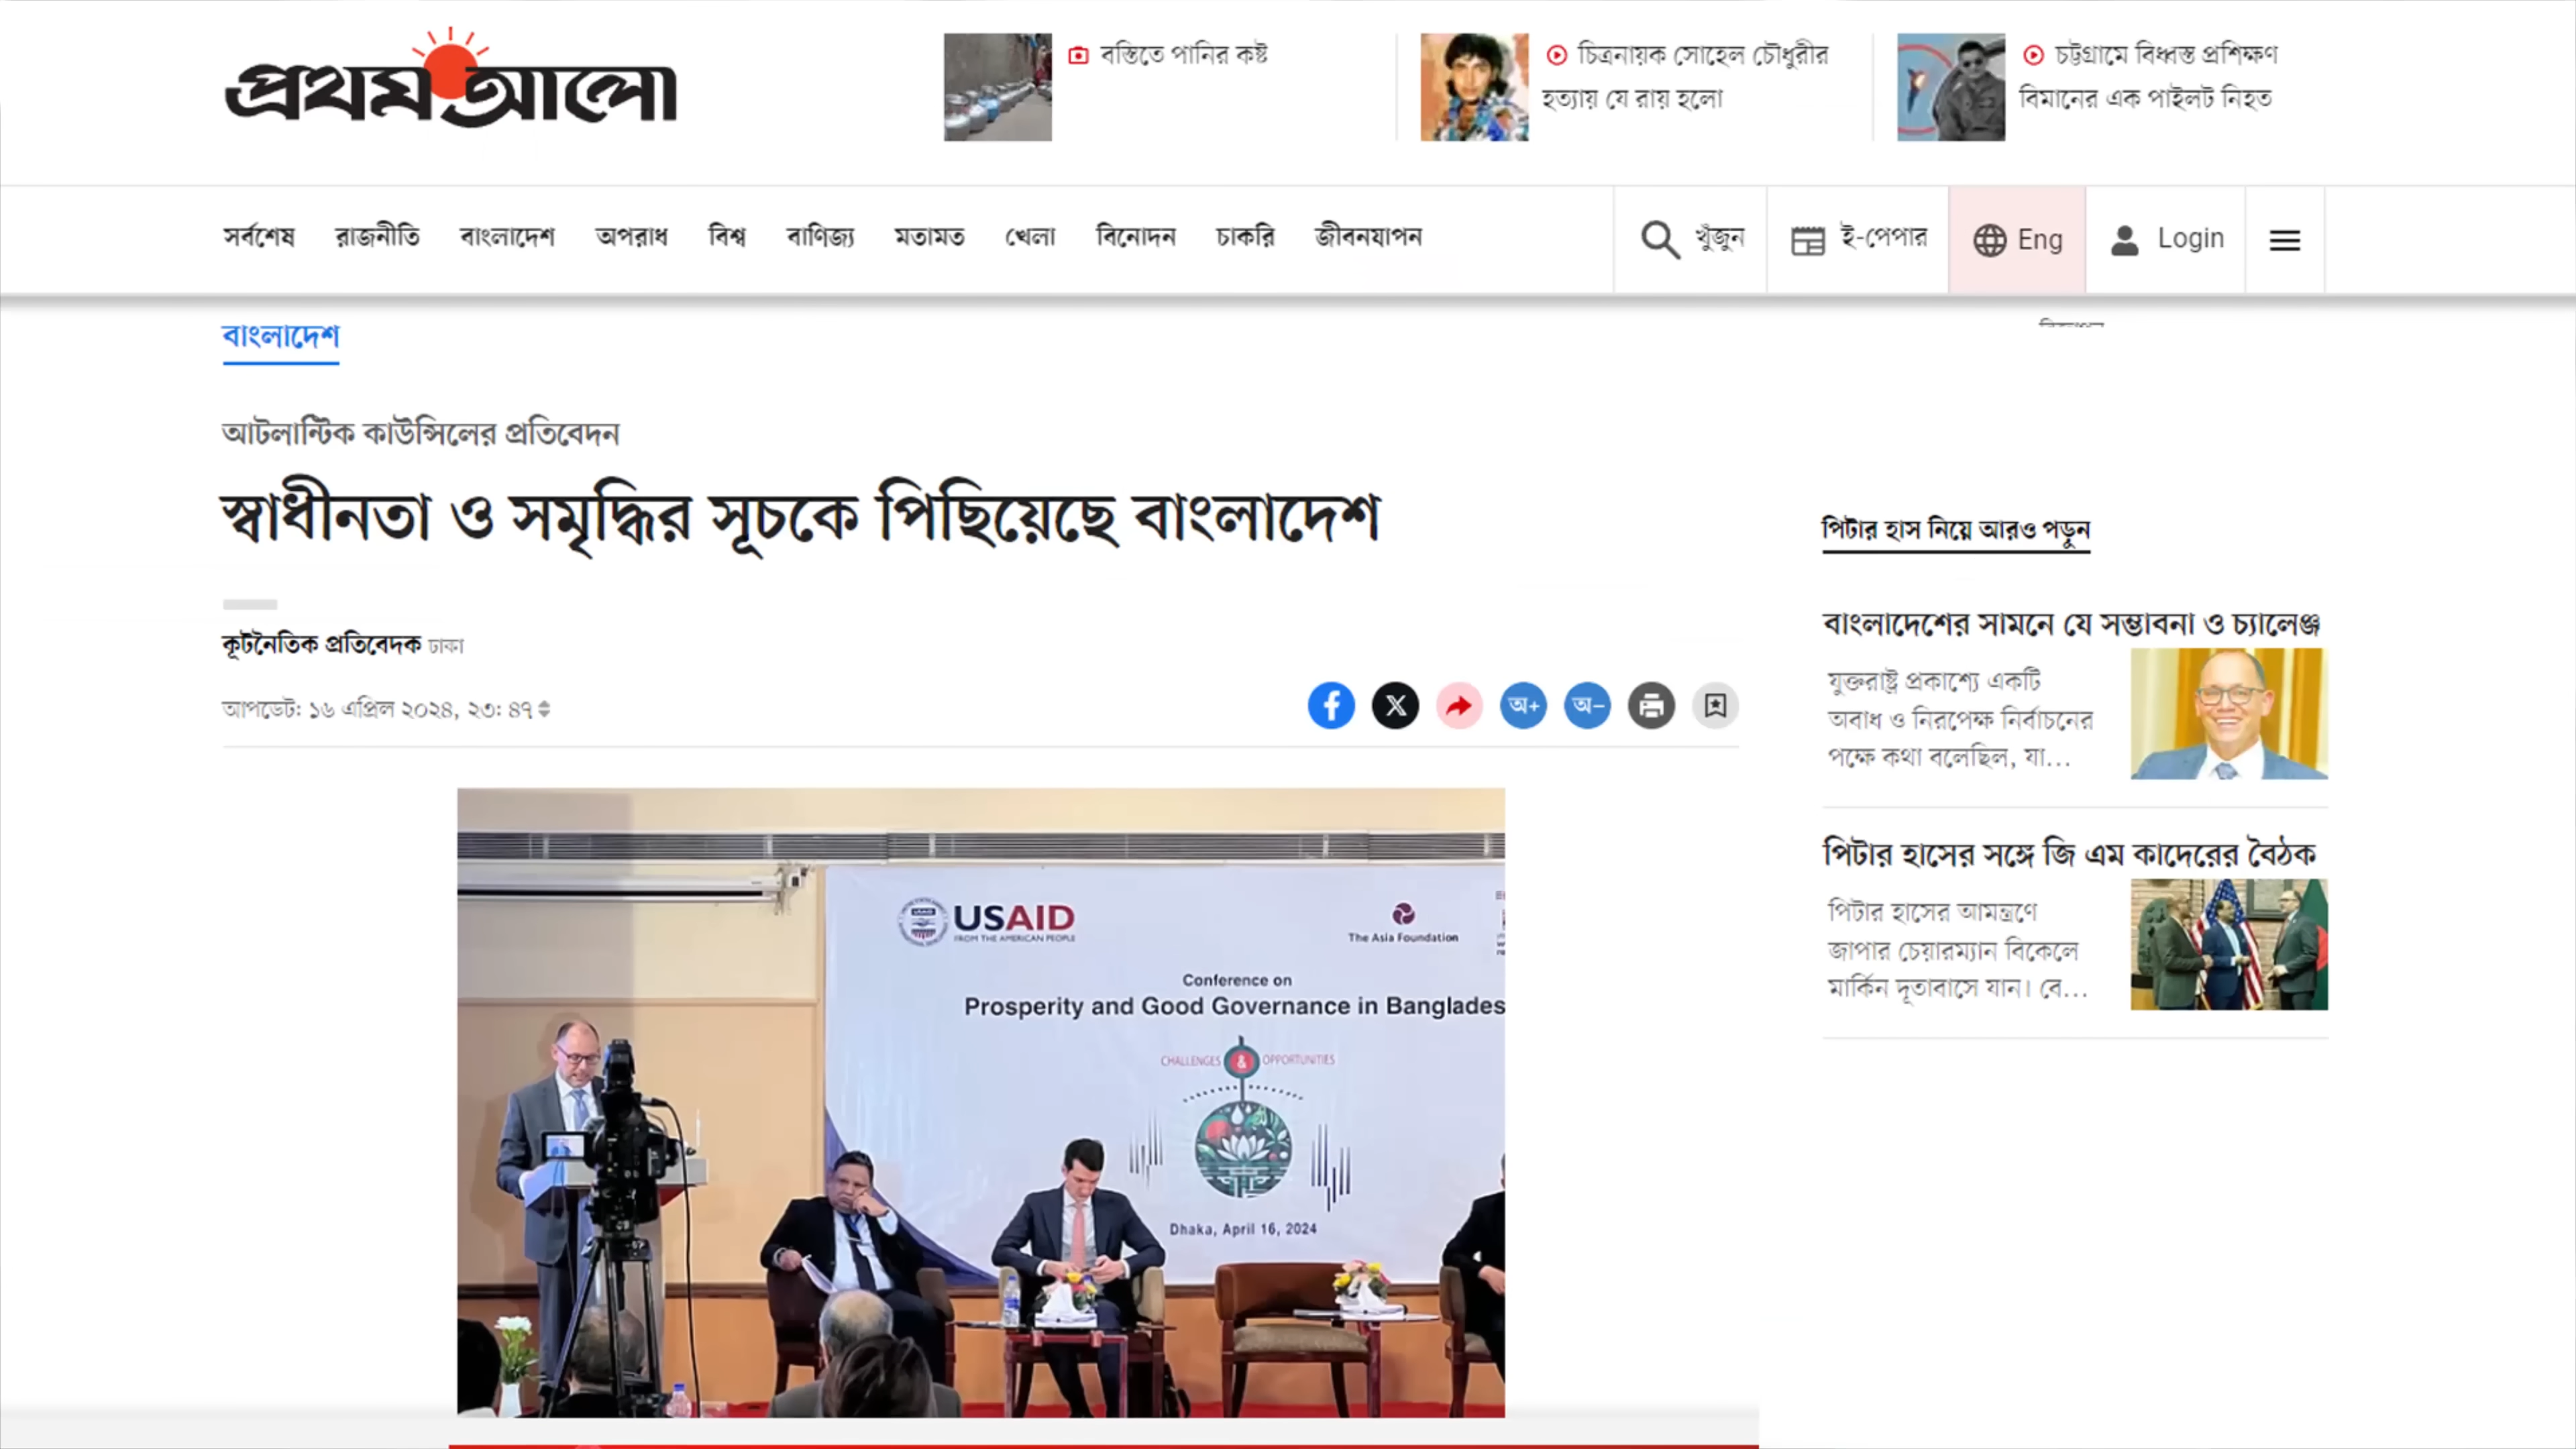 প্রথম আলো
বস্তিতে পানির কষ্ট
চিত্রনায়ক সোহেল চৌধুরীর
হত্যায় যে রায় হলো
চট্টগ্রামে বিধ্বস্ত প্রশিক্ষণ
বিমানের এক পাইলট নিহত
সর্বশেষ রাজনীতি বাংলাদেশ অপরাধ বিশ্ব বাণিজ্য মতামত খেলা বিনোদন চাকরি জীবনযাপন খুঁজুন ই-পেপার Eng Login
বাংলাদেশ
আটলান্টিক কাউন্সিলের প্রতিবেদন
স্বাধীনতা ও সমৃদ্ধির সূচকে পিছিয়েছে বাংলাদেশ
কূটনৈতিক প্রতিবেদক ঢাকা
আপডেট: ১৬ এপ্রিল ২০২৪, ২৩: ৪৭
অ+ অ−
USAID
FROM THE AMERICAN PEOPLE
The Asia Foundation
Conference on
Prosperity and Good Governance in Banglades
CHALLENGES & OPPORTUNITIES
Dhaka, April 16, 2024
পিটার হাস নিয়ে আরও পড়ুন
বাংলাদেশের সামনে যে সম্ভাবনা ও চ্যালেঞ্জ
যুক্তরাষ্ট্র প্রকাশ্যে একটি
অবাধ ও নিরপেক্ষ নির্বাচনের
পক্ষে কথা বলেছিল, যা...
পিটার হাসের সঙ্গে জি এম কাদেরের বৈঠক
পিটার হাসের আমন্ত্রণে
জাপার চেয়ারম্যান বিকেলে
মার্কিন দূতাবাসে যান। বে...